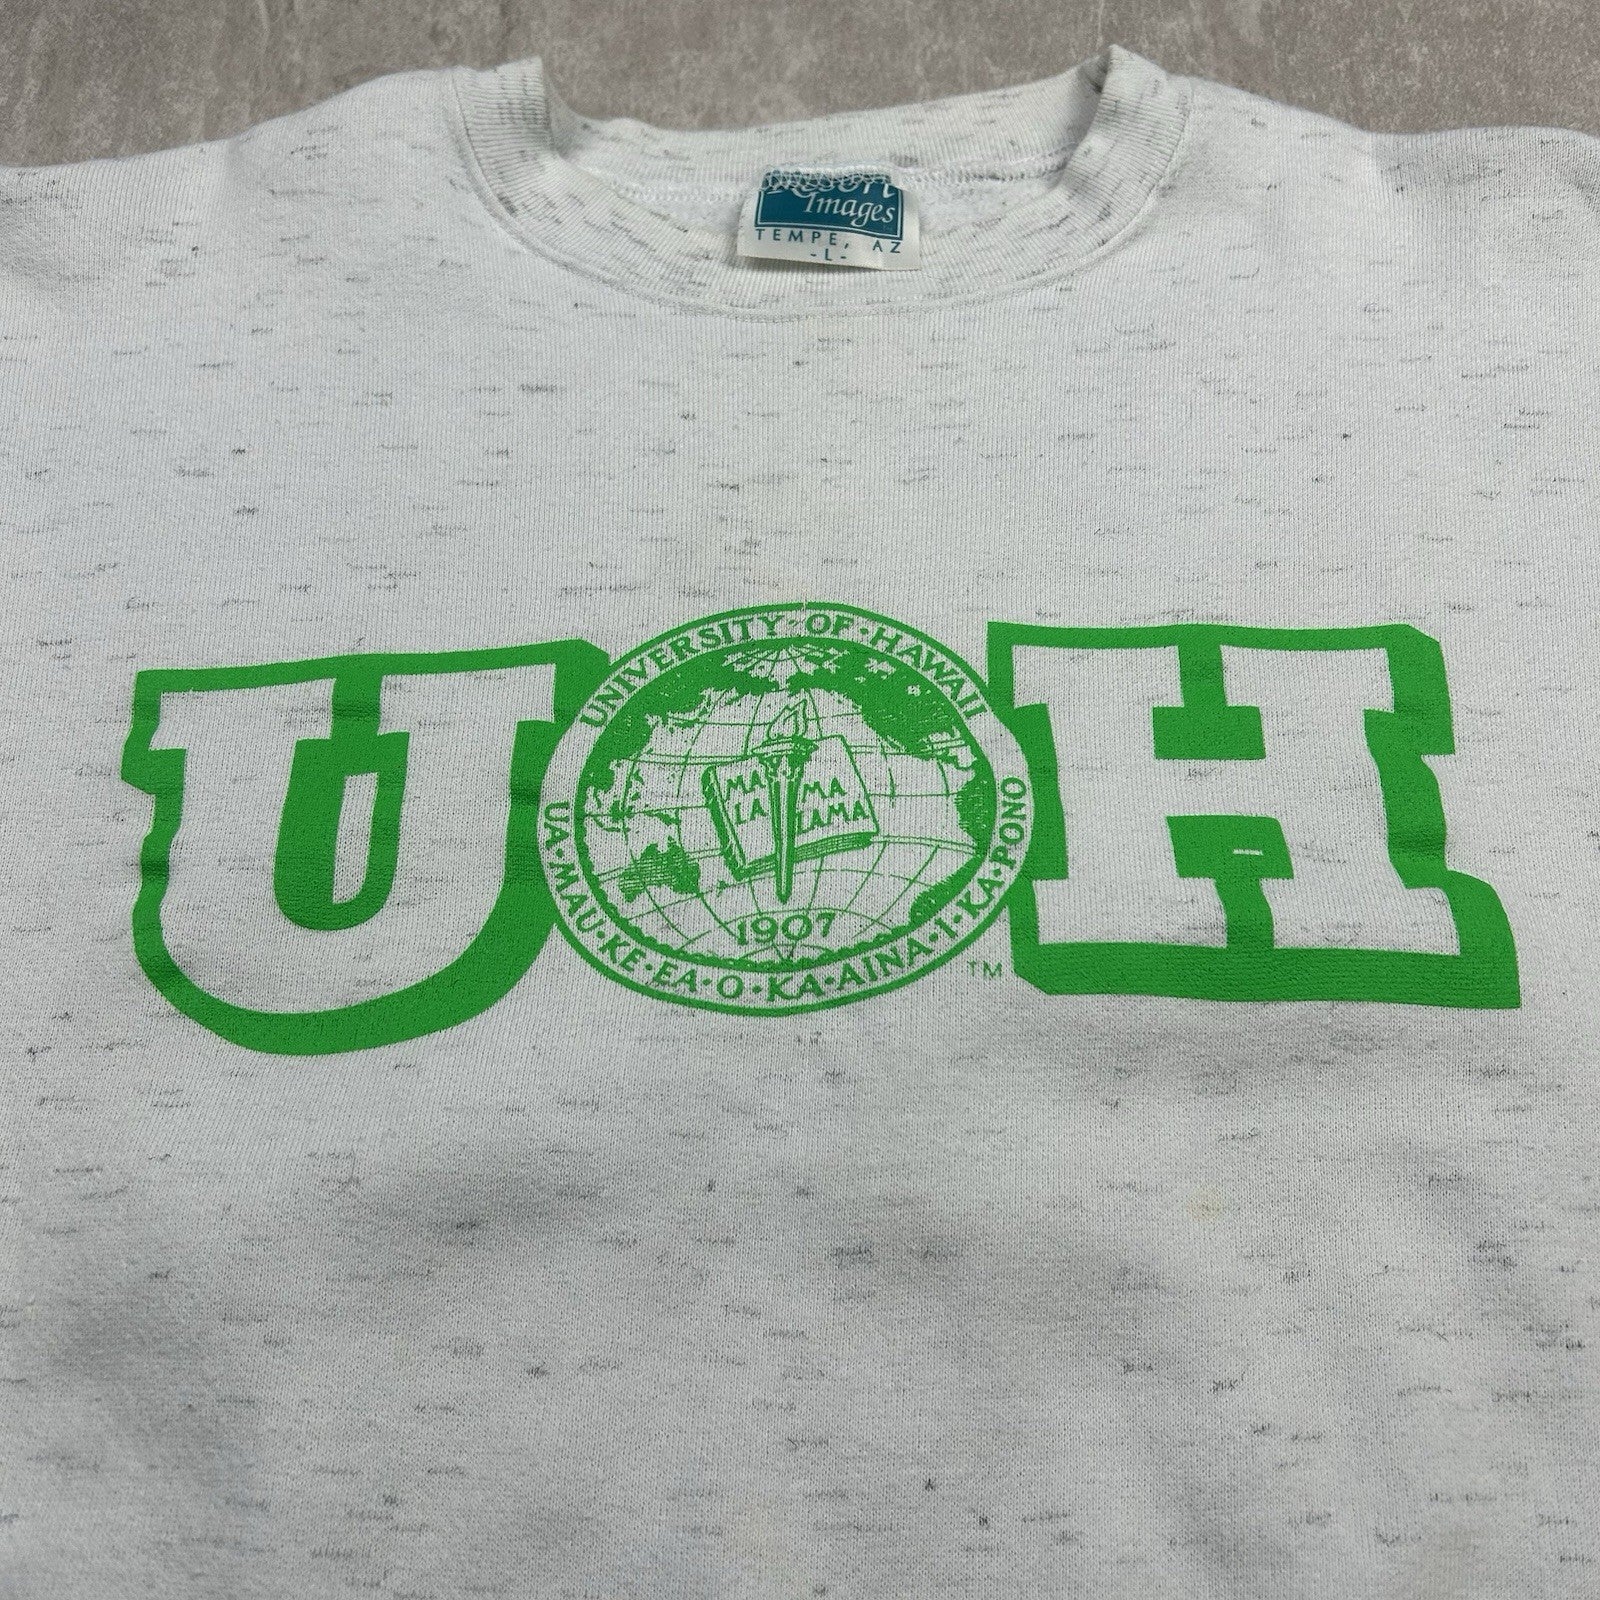 Resort
Images
TEMPE, AZ
-L-
U H
UNIVERSITY·OF·HAWAII
MA LA
MA LAMA
1907
UA·MAU·KE·EA·O·KA·AINA·I·KA·PONO
TM